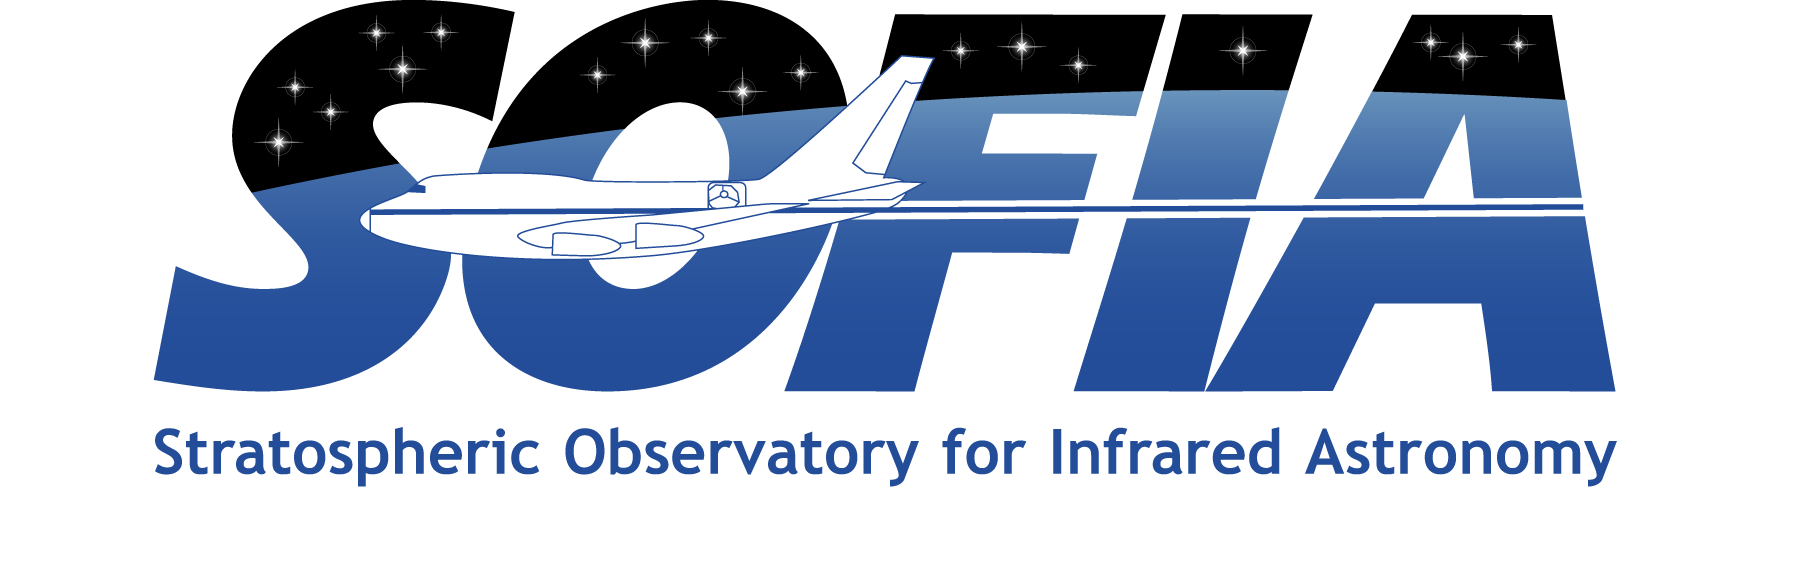 SOFIA
Stratospheric Observatory for Infrared Astronomy